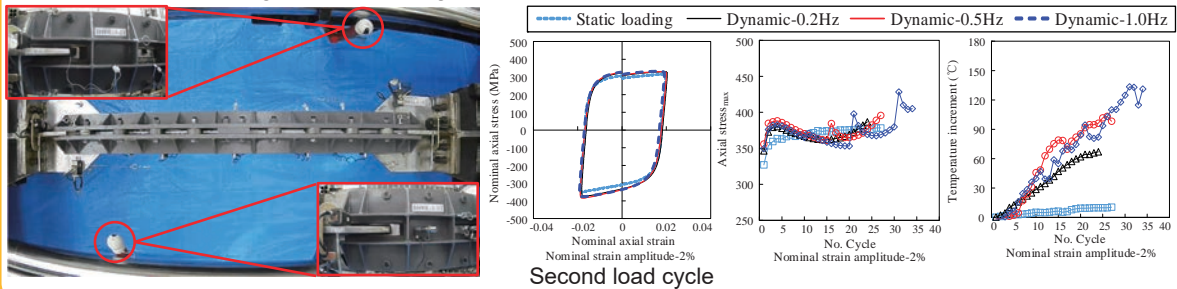 Static loading Dynamic-0.2Hz Dynamic-0.5Hz Dynamic-1.0Hz
Nominal axial stress (MPa)
500
400
300
200
100
0
-100
-200
-300
-400
-500
-0.04 -0.02 0 0.02 0.04
Nominal axial strain
Nominal strain amplitude-2%
Second load cycle
Axial stress max
500
450
400
350
300
250
0 5 10 15 20 25 30 35 40
No. Cycle
Nominal strain amplitude-2%
Temperature increment (℃)
180
150
120
90
60
30
0
0 5 10 15 20 25 30 35 40
No. Cycle
Nominal strain amplitude-2%